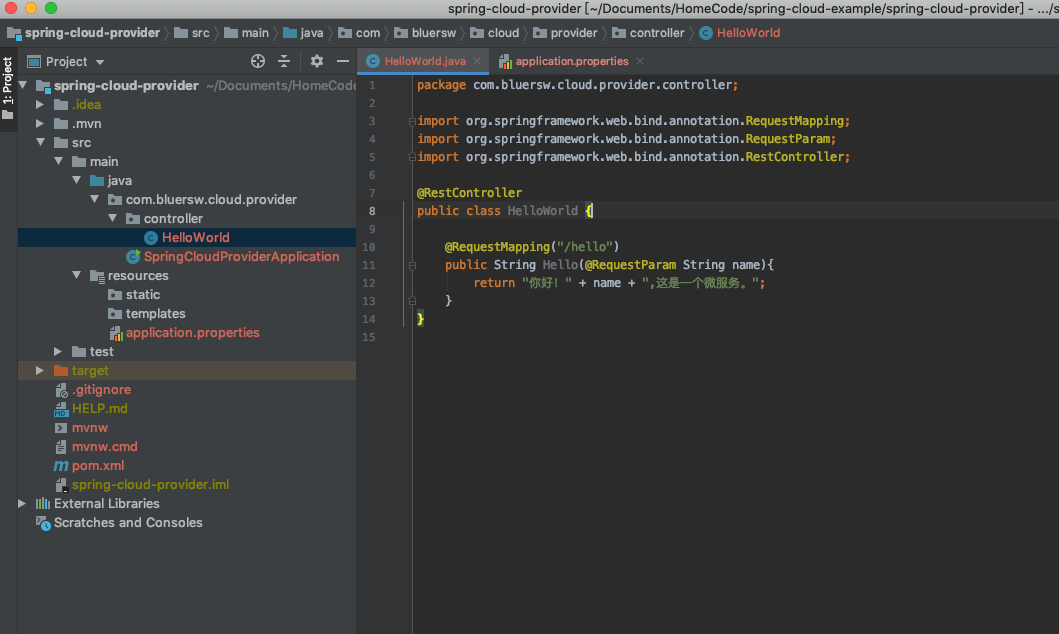 spring-cloud-provider [~/Documents/HomeCode/spring-cloud-example/spring-cloud-provider] - .../s
spring-cloud-provider src main java com bluersw cloud provider controller HelloWorld
1: Project
Project
HelloWorld.java application.properties
spring-cloud-provider ~/Documents/HomeCode
.idea
.mvn
src
main
java
com.bluersw.cloud.provider
controller
HelloWorld
SpringCloudProviderApplication
resources
static
templates
application.properties
test
target
.gitignore
HELP.md
mvnw
mvnw.cmd
pom.xml
spring-cloud-provider.iml
External Libraries
Scratches and Consoles
1 package com.bluersw.cloud.provider.controller;
2
3 import org.springframework.web.bind.annotation.RequestMapping;
4 import org.springframework.web.bind.annotation.RequestParam;
5 import org.springframework.web.bind.annotation.RestController;
6
7 @RestController
8 public class HelloWorld {
9
10 @RequestMapping("/hello")
11 public String Hello(@RequestParam String name){
12 return "你好！" + name + ",这是一个微服务。";
13 }
14 }
15